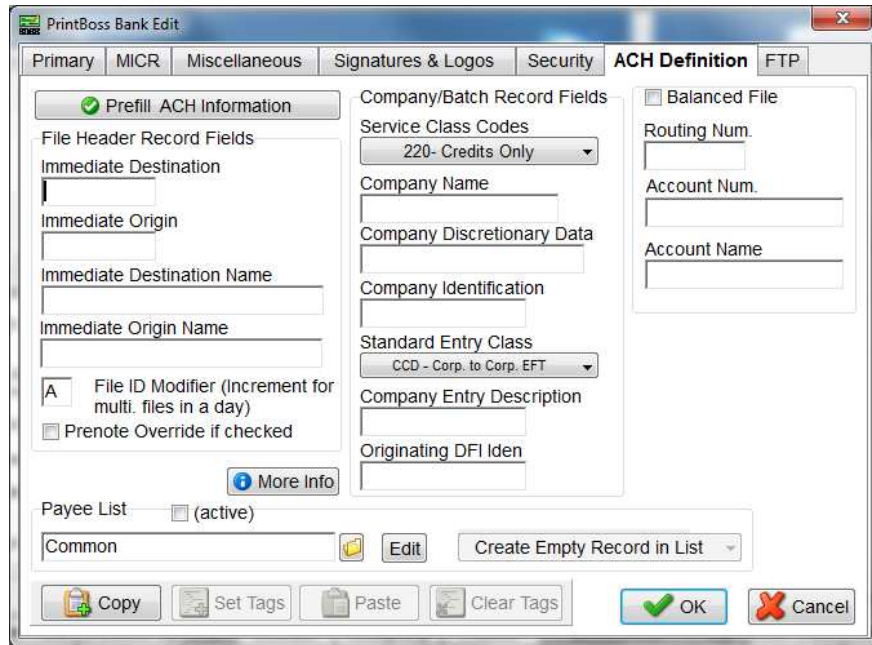 PrintBoss Bank Edit
Primary MICR Miscellaneous Signatures & Logos Security ACH Definition FTP
Prefill ACH Information
File Header Record Fields
Immediate Destination
Immediate Origin
Immediate Destination Name
Immediate Origin Name
A
File ID Modifier (Increment for
multi. files in a day)
Prenote Override if checked
More Info
Company/Batch Record Fields
Service Class Codes
220- Credits Only
Company Name
Company Discretionary Data
Company Identification
Standard Entry Class
CCD - Corp. to Corp. EFT
Company Entry Description
Originating DFI Iden
Balanced File
Routing Num.
Account Num.
Account Name
Payee List (active)
Common Edit Create Empty Record in List
Copy Set Tags Paste Clear Tags OK Cancel